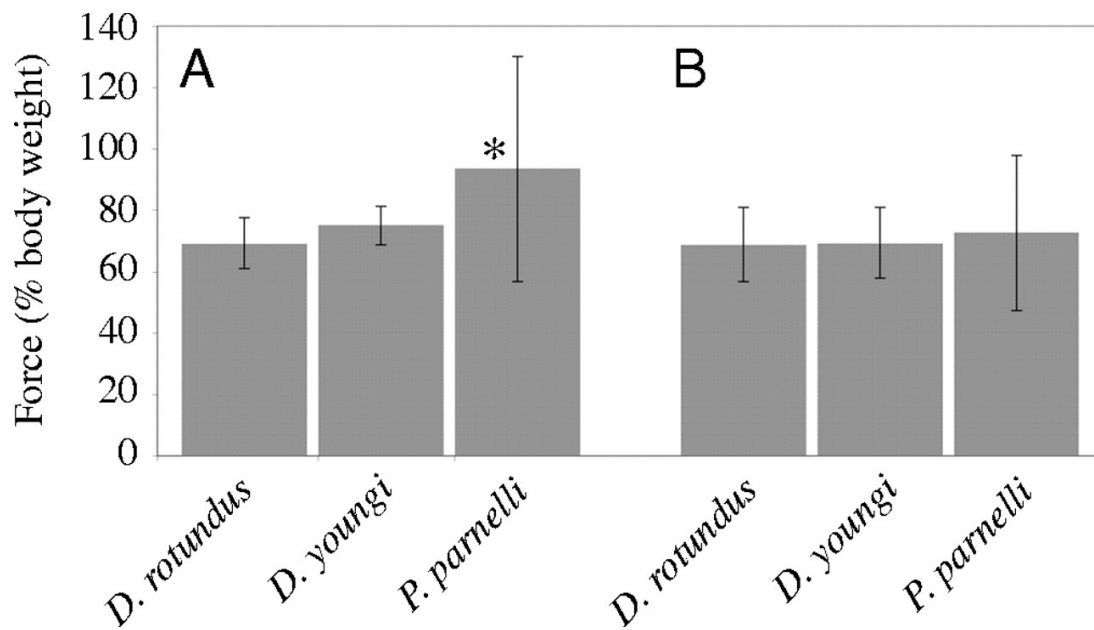 Force (% body weight)
140
120
100
80
60
40
20
0
A
*
B
D. rotundus
D. youngi
P. parnelli
D. rotundus
D. youngi
P. parnelli